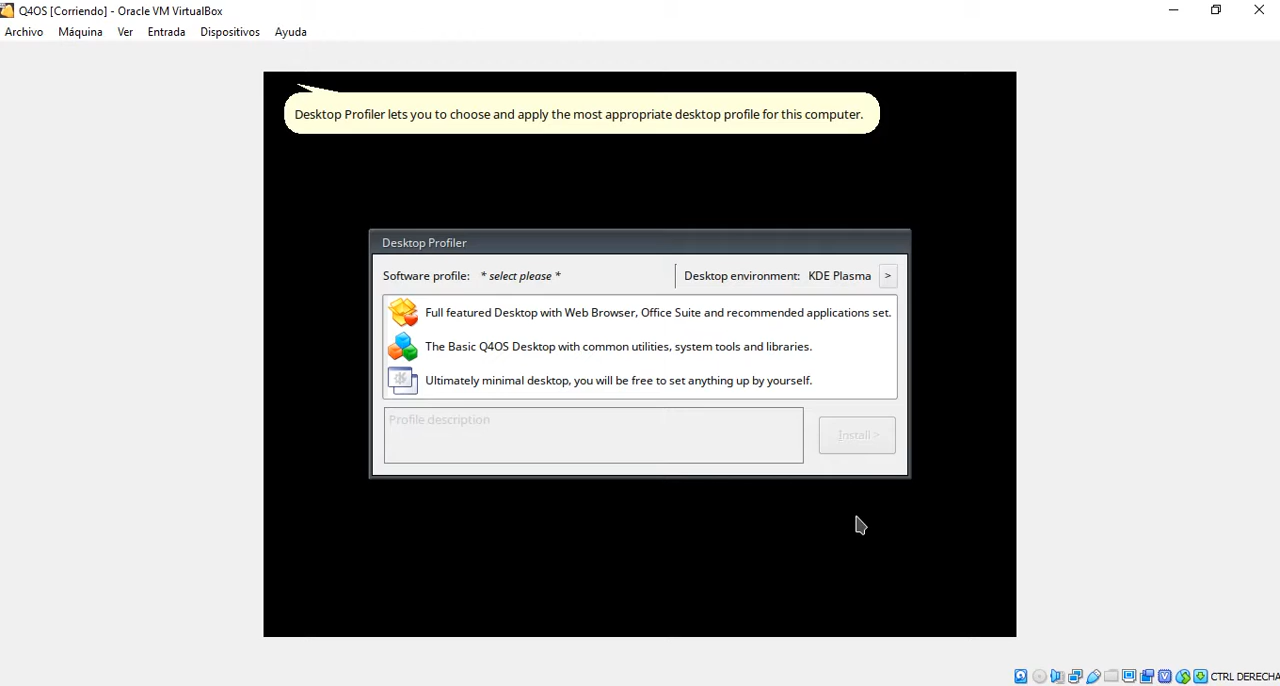 Q4OS [Corriendo] - Oracle VM VirtualBox
Archivo Máquina Ver Entrada Dispositivos Ayuda
Desktop Profiler lets you to choose and apply the most appropriate desktop profile for this computer.
Desktop Profiler
Software profile: * select please * Desktop environment: KDE Plasma >
Full featured Desktop with Web Browser, Office Suite and recommended applications set.
The Basic Q4OS Desktop with common utilities, system tools and libraries.
Ultimately minimal desktop, you will be free to set anything up by yourself.
Profile description
Install >
CTRL DERECHA